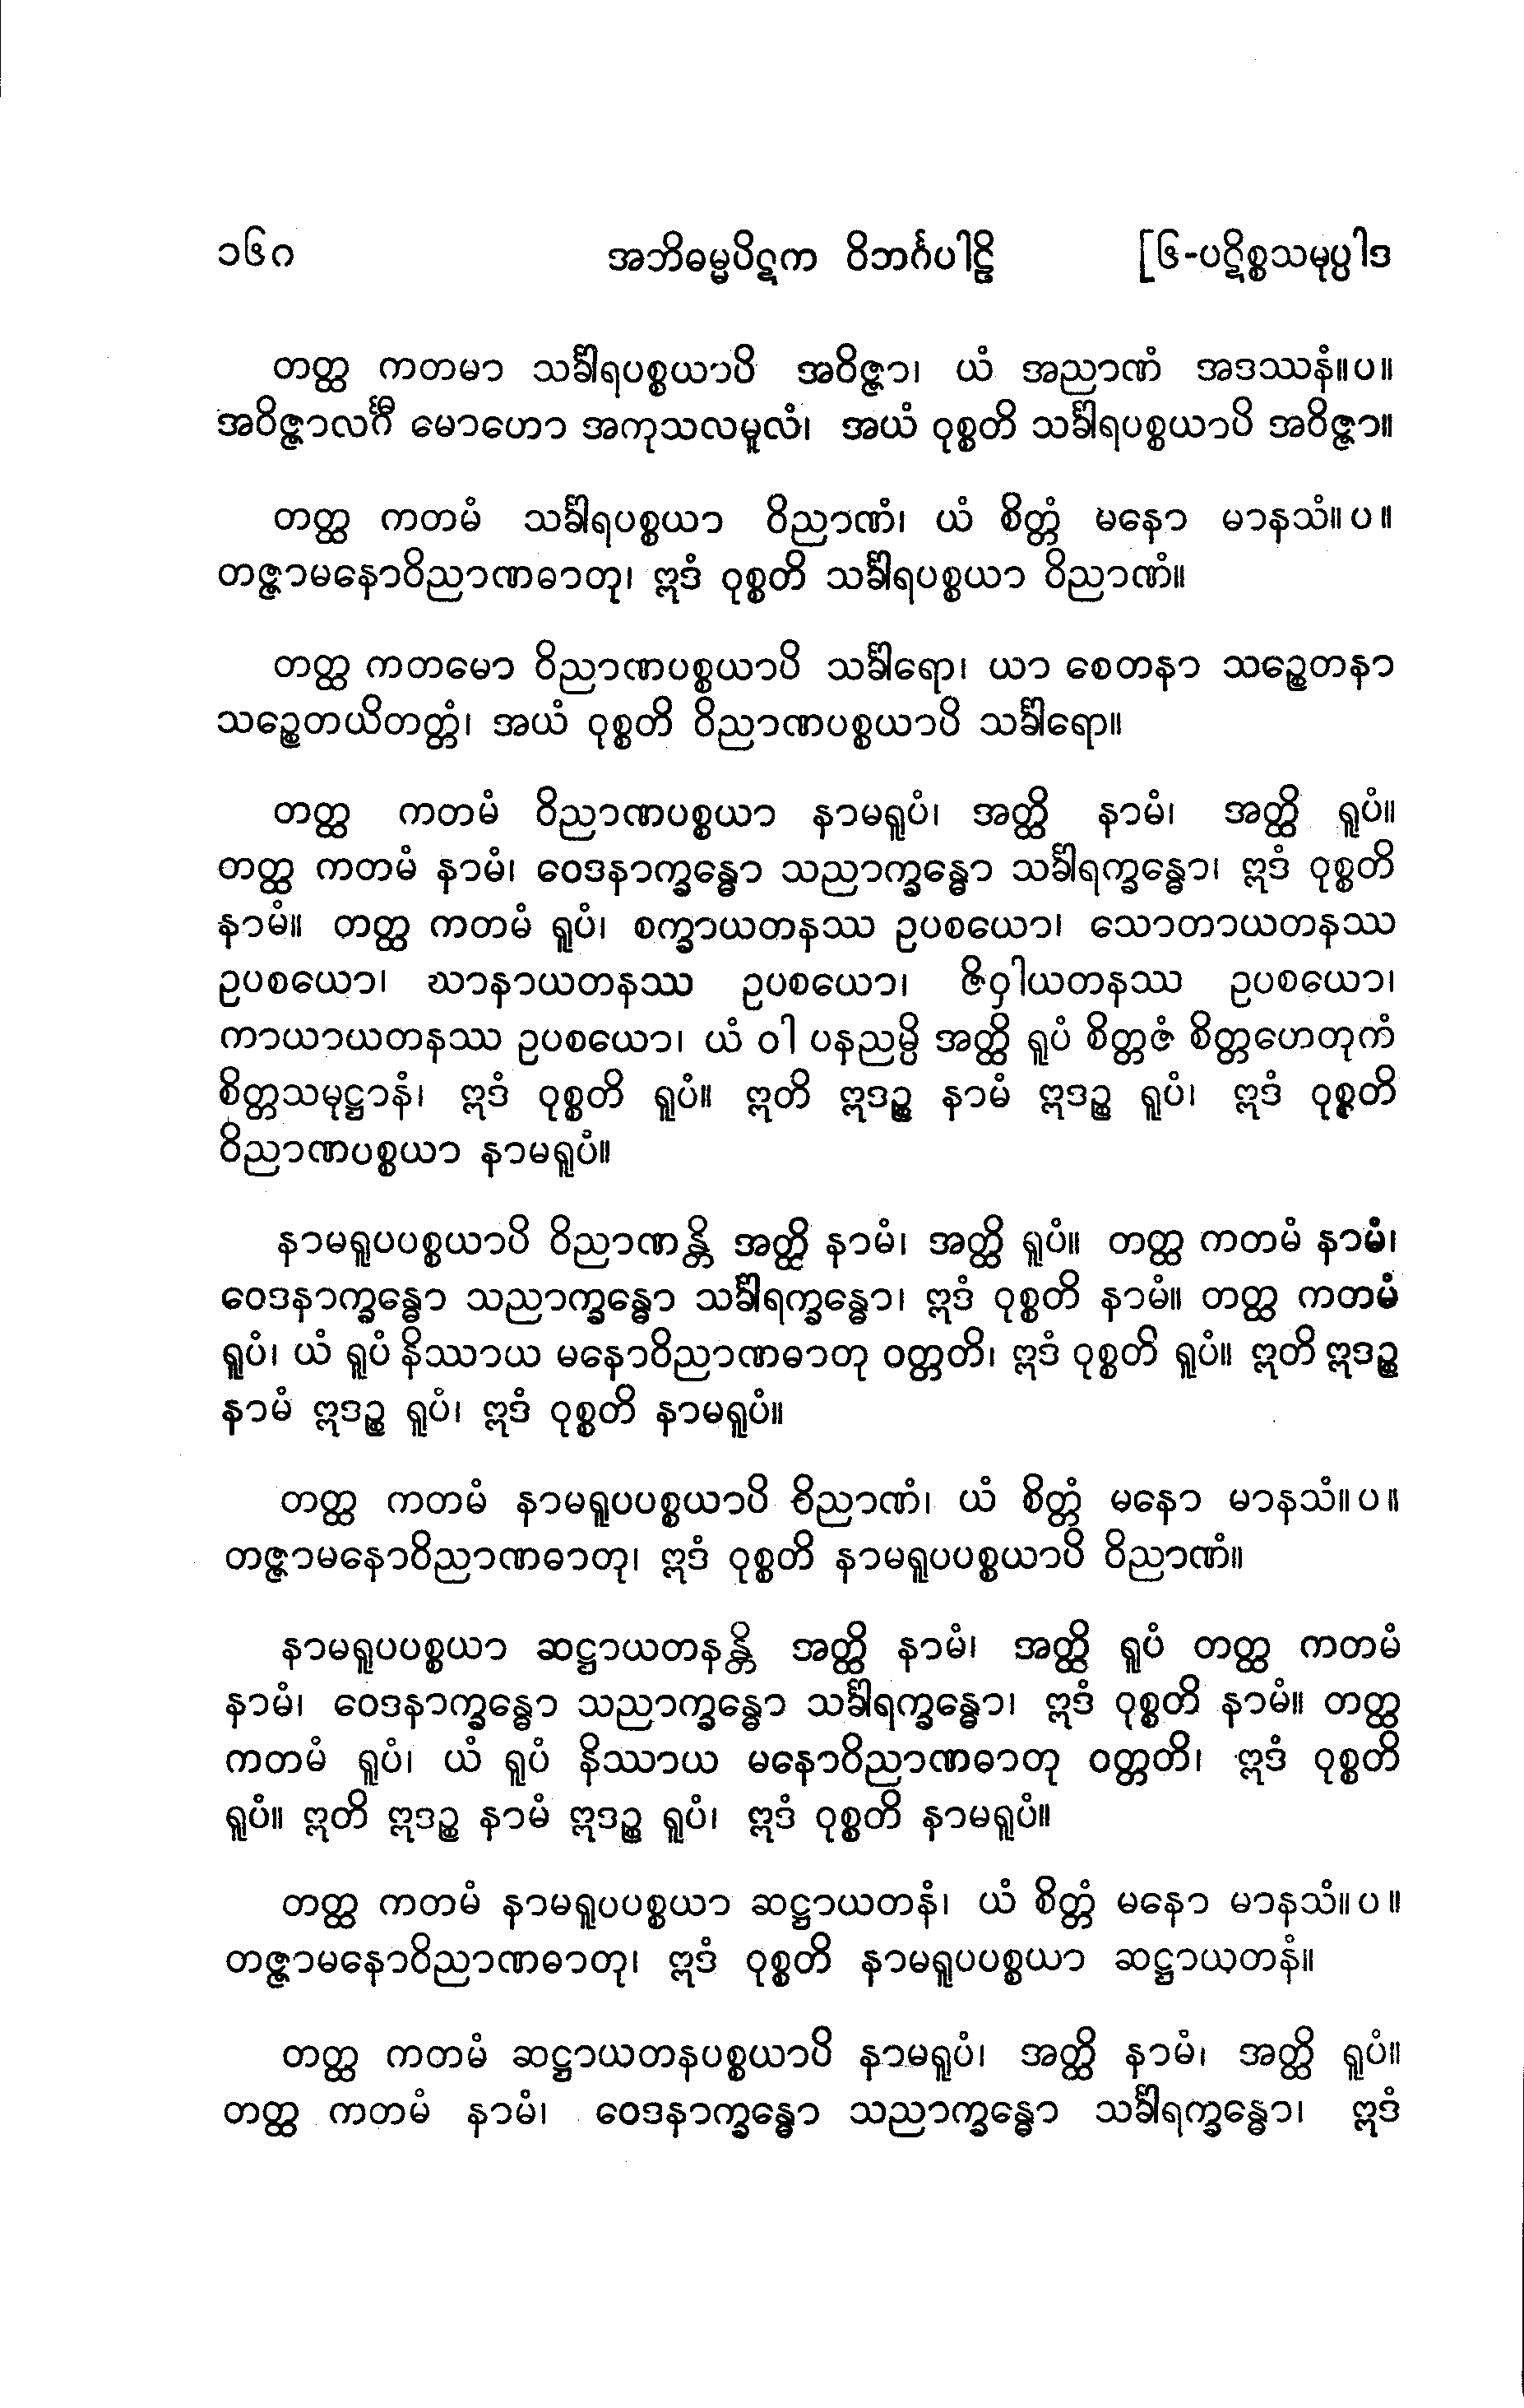 ၁၆၀ အဘိဓမ္မပိဋက ဝိဘင်္ဂပါဠိ [၆-ပဋိစ္စသမုပ္ပါဒ
တတ္ထ ကတမာ သင်္ခါရပစ္စယာပိ အဝိဇ္ဇာ၊ ယံ အညာဏံ အဒဿနံ။ပ။
အဝိဇ္ဇာလင်္ဂီ မောဟော အကုသလမူလံ၊ အယံ ဝုစ္စတိ သင်္ခါရပစ္စယာပိ အဝိဇ္ဇာ။
တတ္ထ ကတမံ သင်္ခါရပစ္စယာ ဝိညာဏံ၊ ယံ စိတ္တံ မနော မာနသံ။ပ။
တဇ္ဇာမနောဝိညာဏဓာတု၊ ဣဒံ ဝုစ္စတိ သင်္ခါရပစ္စယာ ဝိညာဏံ။
တတ္ထ ကတမော ဝိညာဏပစ္စယာပိ သင်္ခါရော၊ ယာ စေတနာ သဉ္စေတနာ
သဉ္စေတယိတတ္တံ၊ အယံ ဝုစ္စတိ ဝိညာဏပစ္စယာပိ သင်္ခါရော။
တတ္ထ ကတမံ ဝိညာဏပစ္စယာ နာမရူပံ၊ အတ္ထိ နာမံ၊ အတ္ထိ ရူပံ။
တတ္ထ ကတမံ နာမံ၊ ဝေဒနာက္ခန္ဓော သညာက္ခန္ဓော သင်္ခါရက္ခန္ဓော၊ ဣဒံ ဝုစ္စတိ
နာမံ။ တတ္ထ ကတမံ ရူပံ၊ စက္ခာယတနဿ ဥပစယော၊ သောတာယတနဿ
ဥပစယော၊ ဃာနာယတနဿ ဥပစယော၊ ဇိဝှါယတနဿ ဥပစယော၊
ကာယာယတနဿ ဥပစယော၊ ယံ ဝါ ပနညမ္ပိ အတ္ထိ ရူပံ စိတ္တဇံ စိတ္တဟေတုကံ
စိတ္တသမုဋ္ဌာနံ၊ ဣဒံ ဝုစ္စတိ ရူပံ။ ဣတိ ဣဒဉ္စ နာမံ ဣဒဉ္စ ရူပံ၊ ဣဒံ ဝုစ္စတိ
ဝိညာဏပစ္စယာ နာမရူပံ။
နာမရူပပစ္စယာပိ ဝိညာဏန္တိ အတ္ထိ နာမံ၊ အတ္ထိ ရူပံ။ တတ္ထ ကတမံ နာမံ၊
ဝေဒနာက္ခန္ဓော သညာက္ခန္ဓော သင်္ခါရက္ခန္ဓော၊ ဣဒံ ဝုစ္စတိ နာမံ။ တတ္ထ ကတမံ
ရူပံ၊ ယံ ရူပံ နိဿာယ မနောဝိညာဏဓာတု ဝတ္တတိ၊ ဣဒံ ဝုစ္စတိ ရူပံ။ ဣတိ ဣဒဉ္စ
နာမံ ဣဒဉ္စ ရူပံ၊ ဣဒံ ဝုစ္စတိ နာမရူပံ။
တတ္ထ ကတမံ နာမရူပပစ္စယာပိ ဝိညာဏံ၊ ယံ စိတ္တံ မနော မာနသံ။ပ။
တဇ္ဇာမနောဝိညာဏဓာတု၊ ဣဒံ ဝုစ္စတိ နာမရူပပစ္စယာပိ ဝိညာဏံ။
နာမရူပပစ္စယာ ဆဋ္ဌာယတနန္တိ အတ္ထိ နာမံ၊ အတ္ထိ ရူပံ တတ္ထ ကတမံ
နာမံ၊ ဝေဒနာက္ခန္ဓော သညာက္ခန္ဓော သင်္ခါရက္ခန္ဓော၊ ဣဒံ ဝုစ္စတိ နာမံ။ တတ္ထ
ကတမံ ရူပံ၊ ယံ ရူပံ နိဿာယ မနောဝိညာဏဓာတု ဝတ္တတိ၊ ဣဒံ ဝုစ္စတိ
ရူပံ။ ဣတိ ဣဒဉ္စ နာမံ ဣဒဉ္စ ရူပံ၊ ဣဒံ ဝုစ္စတိ နာမရူပံ။
တတ္ထ ကတမံ နာမရူပပစ္စယာ ဆဋ္ဌာယတနံ၊ ယံ စိတ္တံ မနော မာနသံ။ပ။
တဇ္ဇာမနောဝိညာဏဓာတု၊ ဣဒံ ဝုစ္စတိ နာမရူပပစ္စယာ ဆဋ္ဌာယတနံ။
တတ္ထ ကတမံ ဆဋ္ဌာယတနပစ္စယာပိ နာမရူပံ၊ အတ္ထိ နာမံ၊ အတ္ထိ ရူပံ။
တတ္ထ ကတမံ နာမံ၊ ဝေဒနာက္ခန္ဓော သညာက္ခန္ဓော သင်္ခါရက္ခန္ဓော၊ ဣဒံ